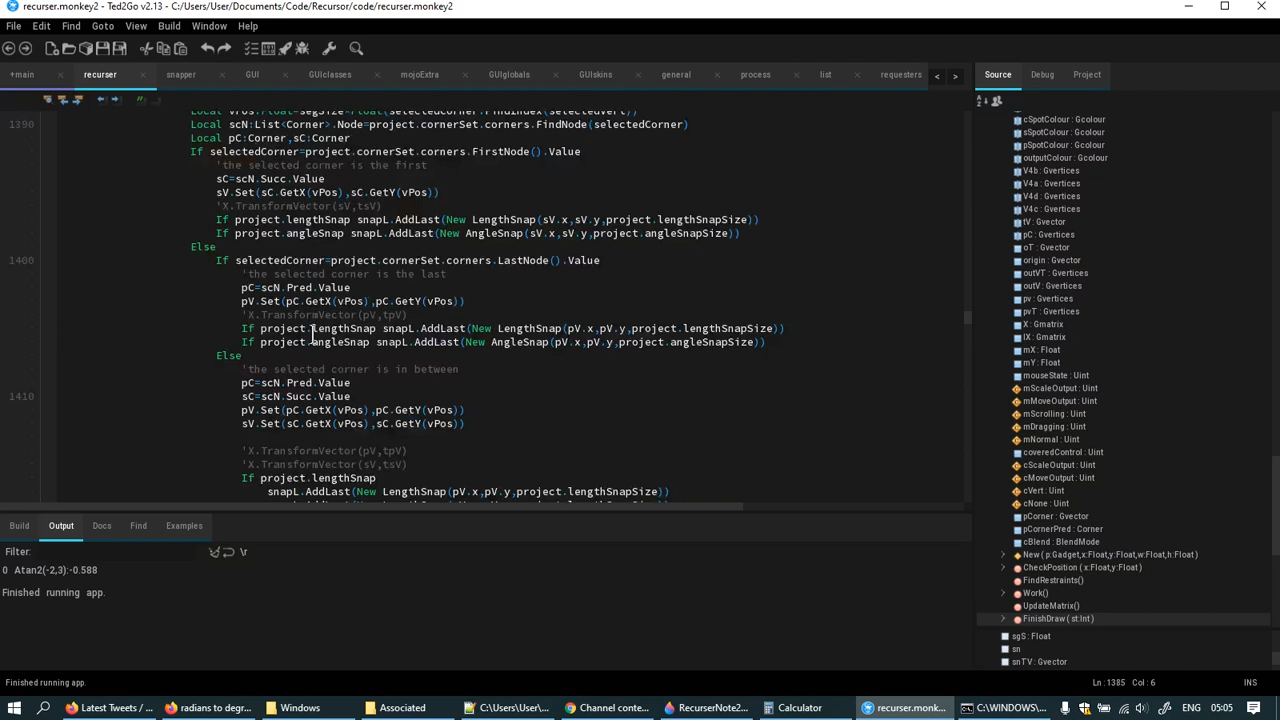 recurser.monkey2 - Ted2Go v2.13 - C:/Users/User/Documents/Code/Recursor/recurser.monkey2
File Edit Find Goto View Build Window Help
+main recurser snapper GUI GUIclasses mojoExtra GUIglobals GUIskins general process list requesters < >
Source Debug Project
1390 Local scN:List<Corner>.Node=project.cornerSet.corners.FindNode(selectedCorner)
Local pC:Corner,sC:Corner
If selectedCorner=project.cornerSet.corners.FirstNode().Value
'the selected corner is the first
sC=scN.Succ.Value
sV.Set(sC.GetX(vPos),sC.GetY(vPos))
'X.TransformVector(sV,tsV)
If project.lengthSnap snapL.AddLast(New LengthSnap(sV.x,sV.y,project.lengthSnapSize))
If project.angleSnap snapL.AddLast(New AngleSnap(sV.x,sV.y,project.angleSnapSize))
Else
1400 If selectedCorner=project.cornerSet.corners.LastNode().Value
'the selected corner is the last
pC=scN.Pred.Value
pV.Set(pC.GetX(vPos),pC.GetY(vPos))
'X.TransformVector(pV,tpV)
If project.lengthSnap snapL.AddLast(New LengthSnap(pV.x,pV.y,project.lengthSnapSize))
If project.angleSnap snapL.AddLast(New AngleSnap(pV.x,pV.y,project.angleSnapSize))
Else
'the selected corner is in between
pC=scN.Pred.Value
1410 sC=scN.Succ.Value
pV.Set(pC.GetX(vPos),pC.GetY(vPos))
sV.Set(sC.GetX(vPos),sC.GetY(vPos))
'X.TransformVector(pV,tpV)
'X.TransformVector(sV,tsV)
If project.lengthSnap
snapL.AddLast(New LengthSnap(pV.x,pV.y,project.lengthSnapSize))
cSpotColour : Gcolour
sSpotColour : Gcolour
pSpotColour : Gcolour
outputColour : Gcolour
V4b : Gvertices
V4a : Gvertices
V4d : Gvertices
V4c : Gvertices
tV : Gvector
pC : Gvertices
oT : Gvector
origin : Gvector
outVT : Gvertices
outV : Gvertices
pv : Gvertices
pvT : Gvertices
X : Gmatrix
IX : Gmatrix
mX : Float
mY : Float
mouseState : Uint
mScaleOutput : Uint
mMoveOutput : Uint
mScrolling : Uint
mDragging : Uint
mNormal : Uint
coveredControl : Uint
cScaleOutput : Uint
cMoveOutput : Uint
cVert : Uint
cNone : Uint
pCorner : Gvector
pCornerPred : Corner
cBlend : BlendMode
New ( p:Gadget,x:Float,y:Float,w:Float,h:Float )
CheckPosition ( x:Float,y:Float )
FindRestraints()
Work()
UpdateMatrix()
FinishDraw ( st:Int )
sgS : Float
sn
snTV : Gvector
Build Output Docs Find Examples
Filter: \r
0 Atan2(-2,3):-0.588
Finished running app.
Finished running app. Ln : 1385 Col : 6 INS
Latest Tweets / ... radians to degr... Windows Associated C:\Users\User\... Channel conte... RecurserNote2... Calculator recurser.monk... C:\WINDOWS\... ENG 05:05